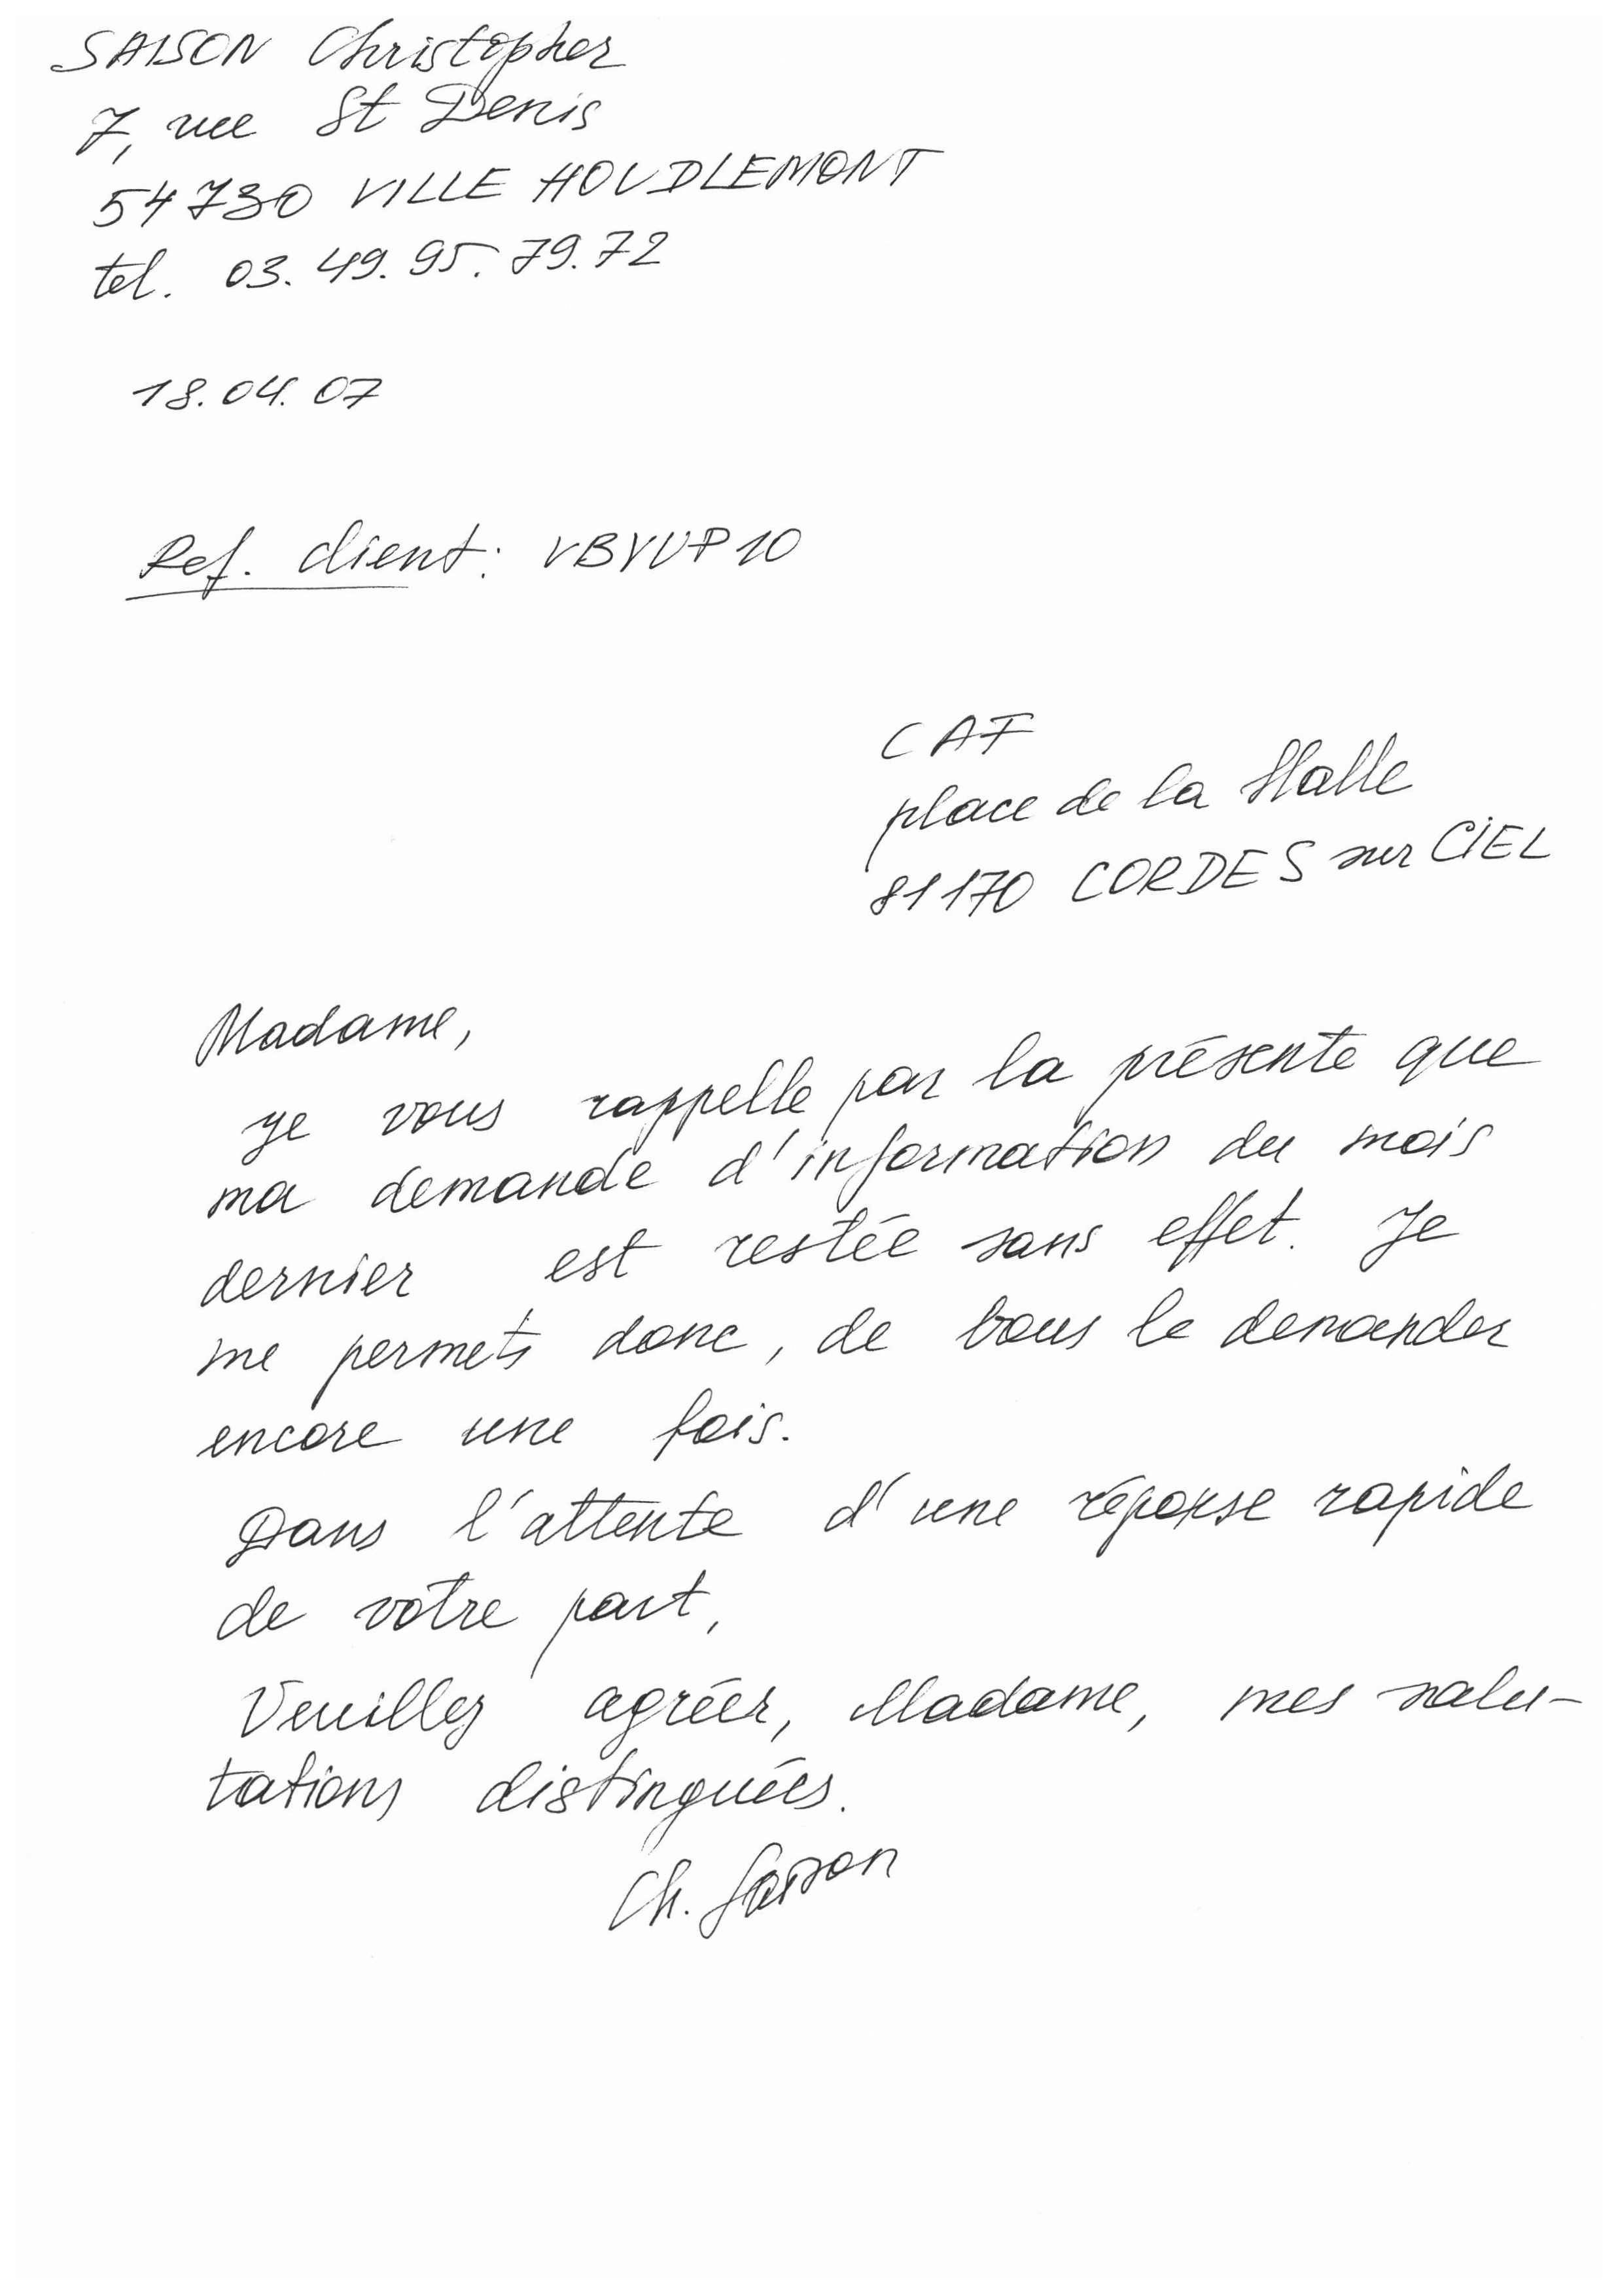 SAISON Christopher
7, rue St Denis
54730 VILLE HOUDLEMONT
tel. 03.49.95.79.72
18.04.07
Ref. client: VBYUP10
CAF
place de la Halle
81170 CORDES sur CIEL
Madame,
Je vous rappelle par la présente que
ma demande d'information du mois
dernier est restée sans effet. Je
me permets donc, de vous le demander
encore une fois.
Dans l'attente d'une réponse rapide
de votre part,
Veuillez agréer, Madame, mes salu-
tations distinguées.
Ch. Saison